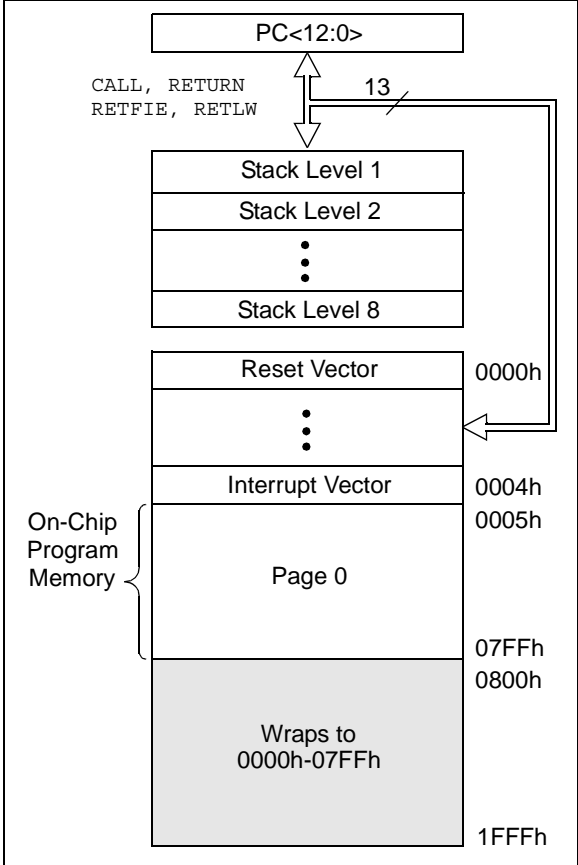 PC<12:0>
CALL, RETURN
RETFIE, RETLW
13
Stack Level 1
Stack Level 2
Stack Level 8
Reset Vector
0000h
Interrupt Vector
0004h
0005h
On-Chip
Program
Memory
Page 0
07FFh
0800h
Wraps to
0000h-07FFh
1FFFh